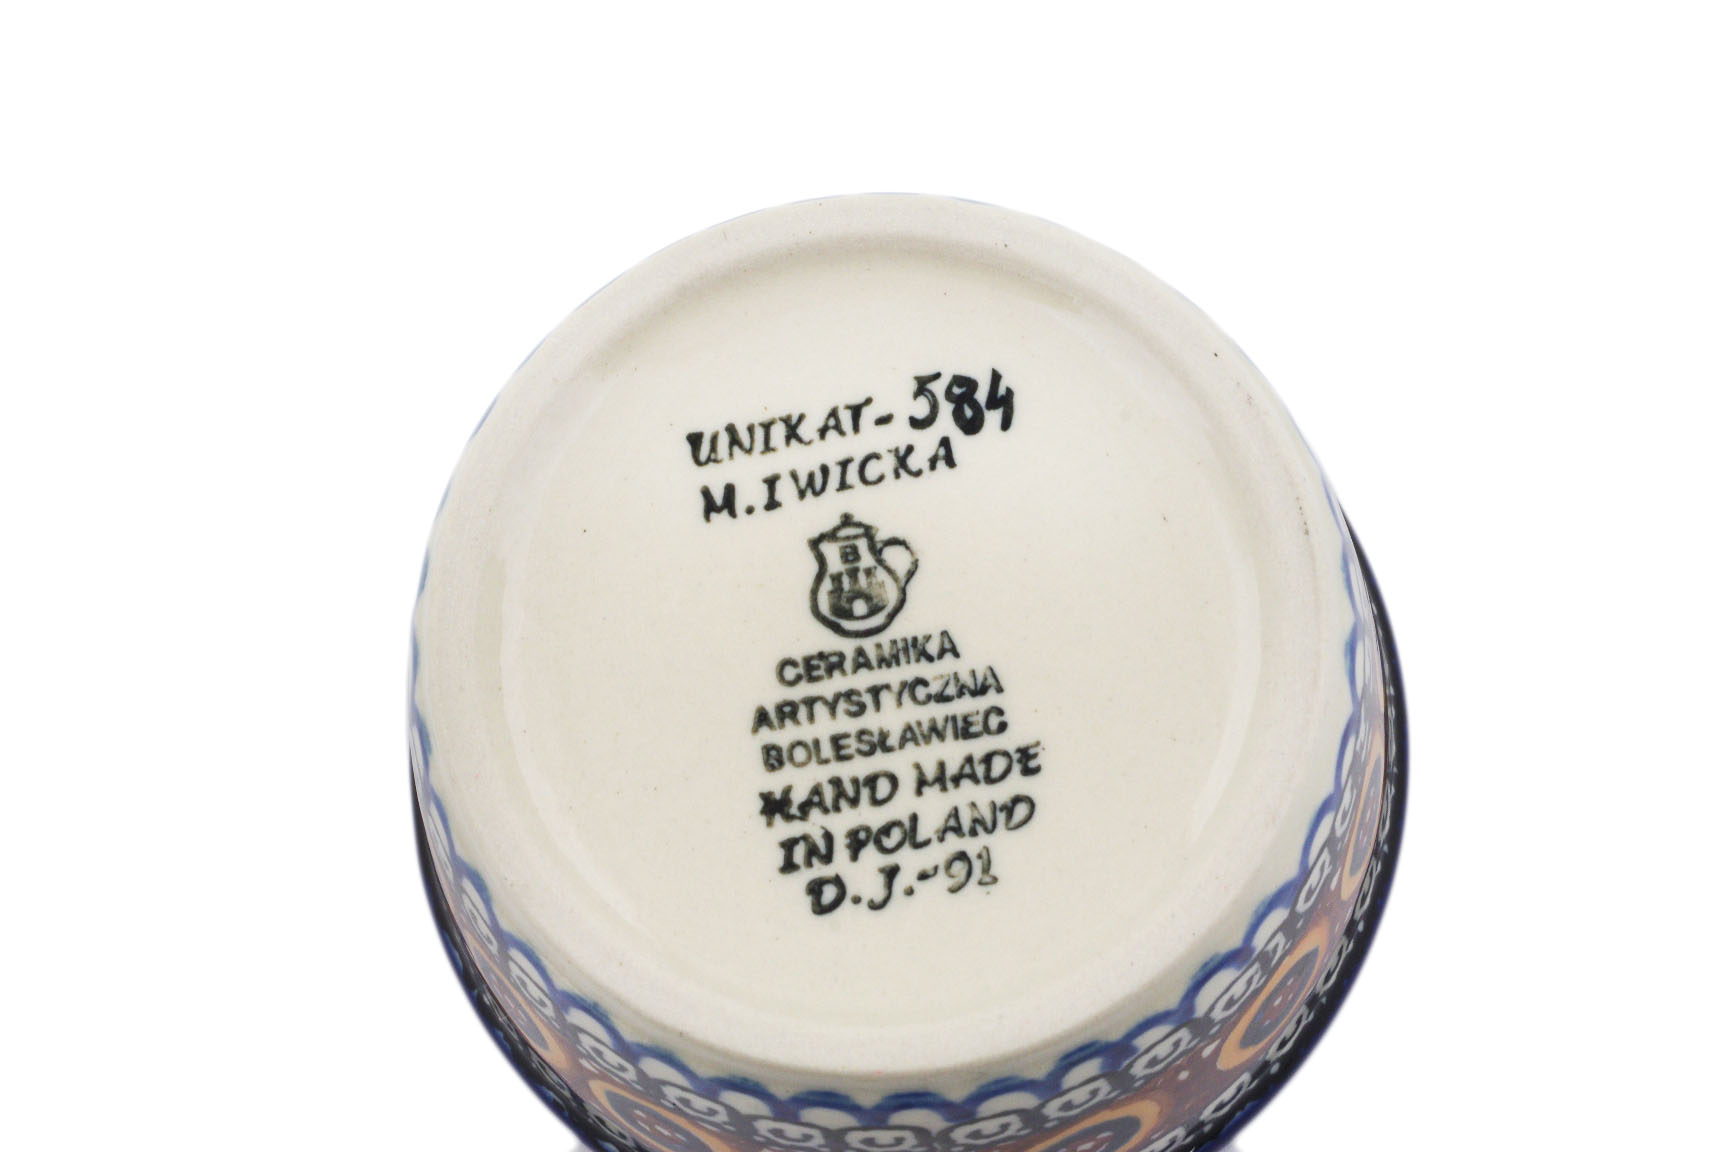 UNIKAT-584
M. IWICKA
B
CERAMIKA
ARTYSTYCZNA
BOLESŁAWIEC
HAND MADE
IN POLAND
D.J.-91